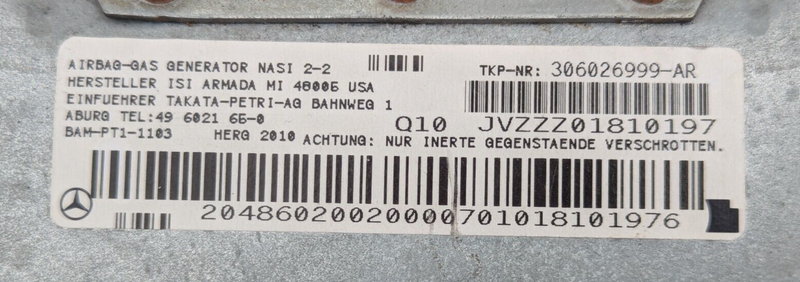 AIRBAG-GAS GENERATOR NASI 2-2
HERSTELLER ISI ARMADA MI 48005 USA
EINFUEHRER TAKATA-PETRI-AG BAHNWEG 1
ABURG TEL:49 6021 65-0
BAM-PT1-1103 HERG 2010 ACHTUNG: NUR INERTE GEGENSTAENDE VERSCHROTTEN.
TKP-NR: 306026999-AR
Q10 JVZZZ01810197
20486020020000701018101976